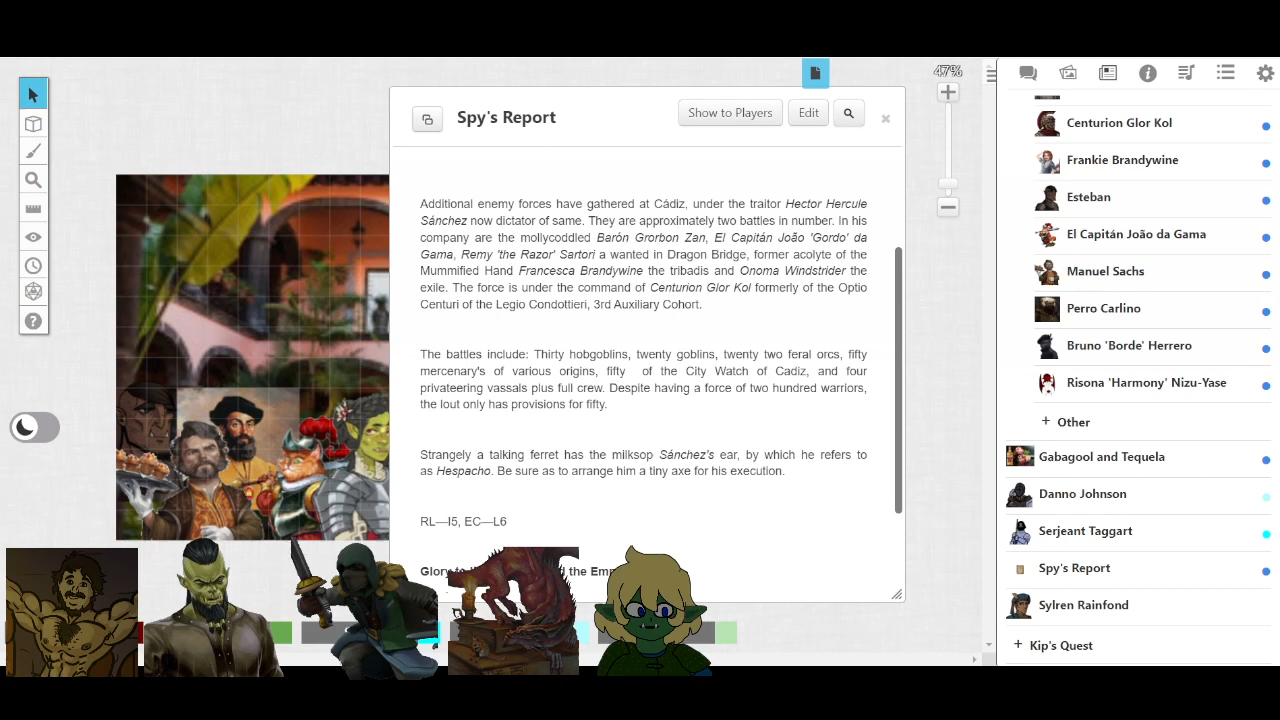 47%
Spy's Report
Show to Players
Edit
Additional enemy forces have gathered at Cádiz, under the traitor Hector Hercule
Sánchez now dictator of same. They are approximately two battles in number. In his
company are the mollycoddled Barón Grorbon Zan, El Capitán João 'Gordo' da
Gama, Remy 'the Razor' Sartori a wanted in Dragon Bridge, former acolyte of the
Mummified Hand Francesca Brandywine the tribadis and Onoma Windstrider the
exile. The force is under the command of Centurion Glor Kol formerly of the Optio
Centuri of the Legio Condottieri, 3rd Auxiliary Cohort.
The battles include: Thirty hobgoblins, twenty goblins, twenty two feral orcs, fifty
mercenary's of various origins, fifty of the City Watch of Cadiz, and four
privateering vassals plus full crew. Despite having a force of two hundred warriors,
the lout only has provisions for fifty.
Strangely a talking ferret has the milksop Sánchez's ear, by which he refers to
as Hespacho. Be sure as to arrange him a tiny axe for his execution.
RL—I5, EC—L6
Glory to
Centurion Glor Kol
Frankie Brandywine
Esteban
El Capitán João da Gama
Manuel Sachs
Perro Carlino
Bruno 'Borde' Herrero
Risona 'Harmony' Nizu-Yase
+ Other
Gabagool and Tequela
Danno Johnson
Serjeant Taggart
Spy's Report
Sylren Rainfond
+ Kip's Quest